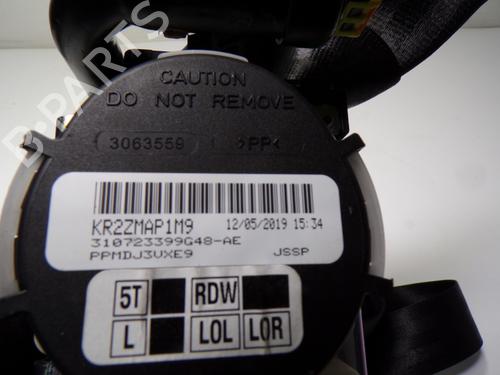 B-PARTS
CAUTION
DO NOT REMOVE
3063559 >PP<
KR2ZMAP1M9 12/05/2019 15:34
310723399G48-AE
PPMDJ3UXE9 JSSP
5T RDW
L LOL LOR